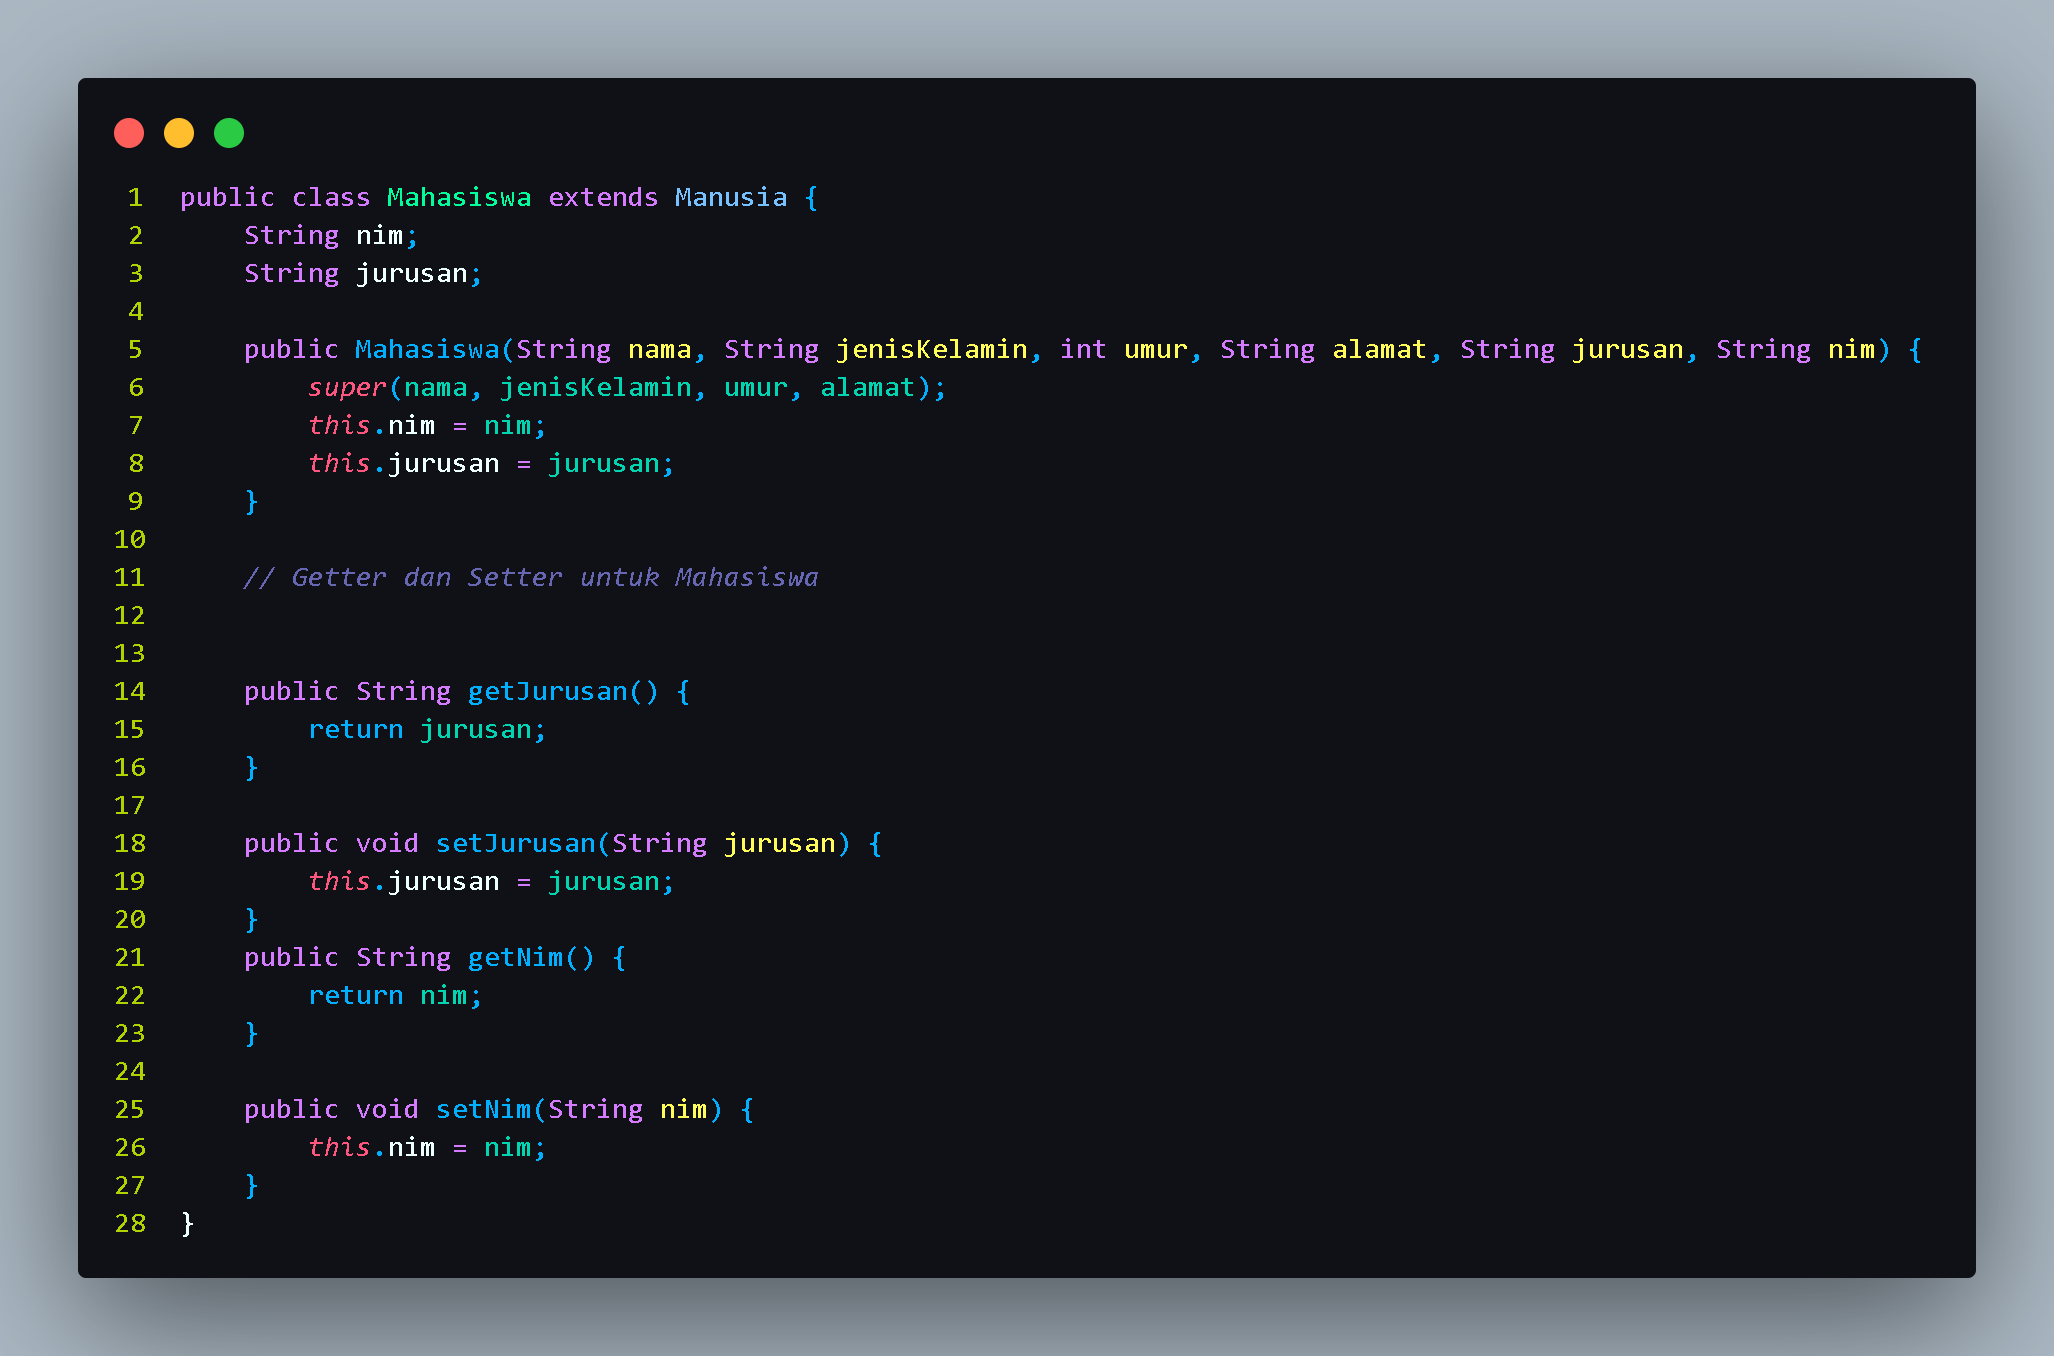 1 public class Mahasiswa extends Manusia {
2     String nim;
3     String jurusan;
4
5     public Mahasiswa(String nama, String jenisKelamin, int umur, String alamat, String jurusan, String nim) {
6         super(nama, jenisKelamin, umur, alamat);
7         this.nim = nim;
8         this.jurusan = jurusan;
9     }
10
11     // Getter dan Setter untuk Mahasiswa
12
13
14     public String getJurusan() {
15         return jurusan;
16     }
17
18     public void setJurusan(String jurusan) {
19         this.jurusan = jurusan;
20     }
21     public String getNim() {
22         return nim;
23     }
24
25     public void setNim(String nim) {
26         this.nim = nim;
27     }
28 }